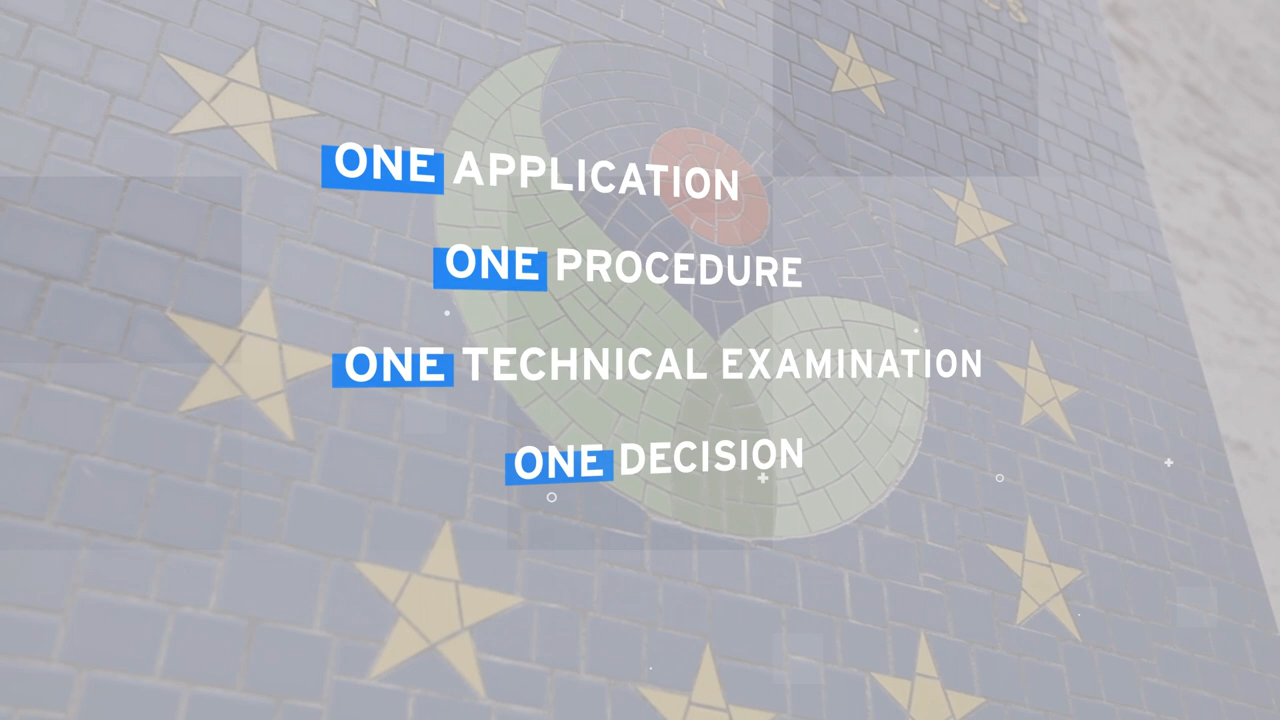 ONE APPLICATION
ONE PROCEDURE
ONE TECHNICAL EXAMINATION
ONE DECISION